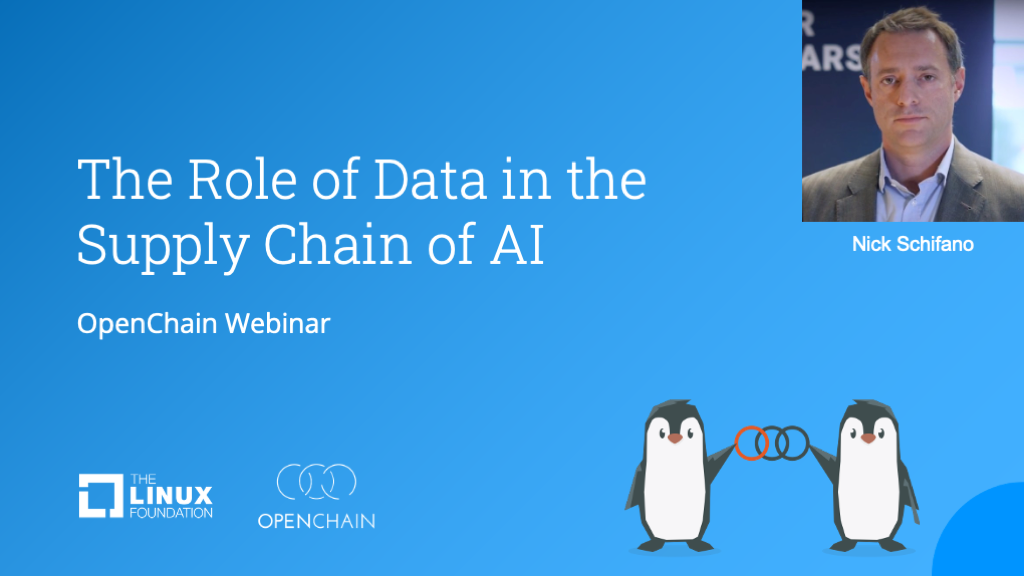 The Role of Data in the
Supply Chain of AI
OpenChain Webinar
Nick Schifano
THE
LINUX
FOUNDATION
OPENCHAIN